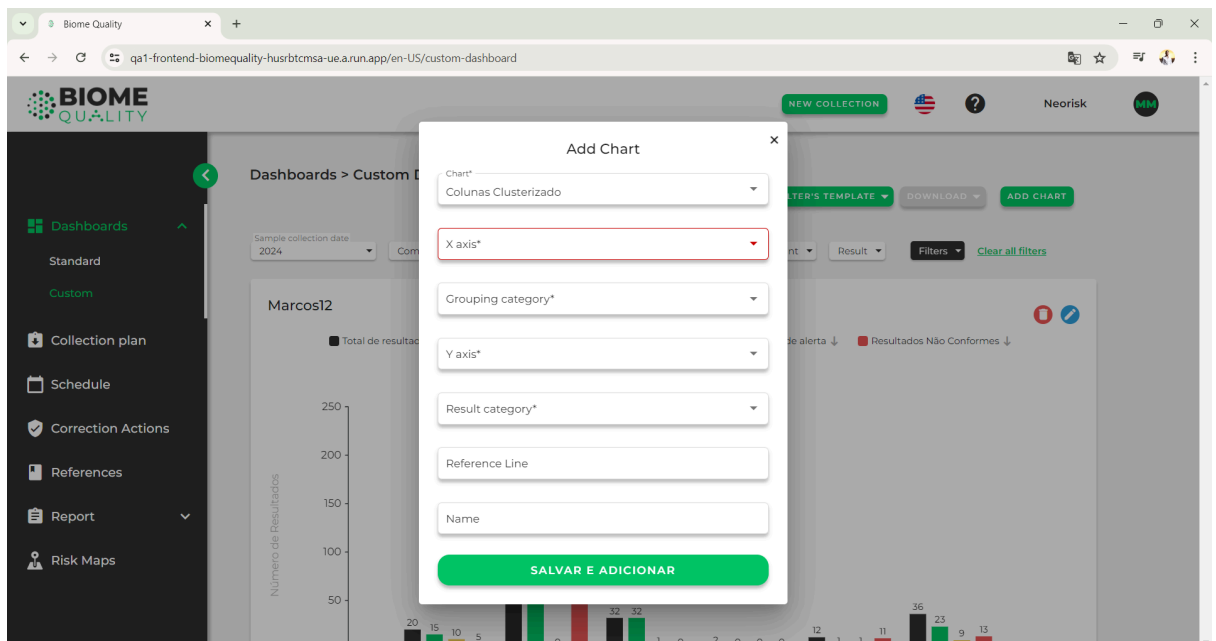 Biome Quality
qa1-frontend-biomequality-husrbtcmsa-ue.a.run.app/en-US/custom-dashboard
BIOME
QUALITY
NEW COLLECTION
Neorisk
MM
Dashboards
Standard
Custom
Collection plan
Schedule
Correction Actions
References
Report
Risk Maps
Dashboards > Custom
DOWNLOAD
ADD CHART
LTER'S TEMPLATE
Sample collection date
2024
Com
nt
Result
Filters
Clear all filters
Marcos12
Total de resultad
de alerta ↓
Resultados Não Conformes ↓
Número de Resultados
250
200
150
100
50
20
15
10
5
32
32
12
11
36
23
9
13
Add Chart
Chart*
Colunas Clusterizado
X axis*
Grouping category*
Y axis*
Result category*
Reference Line
Name
SALVAR E ADICIONAR